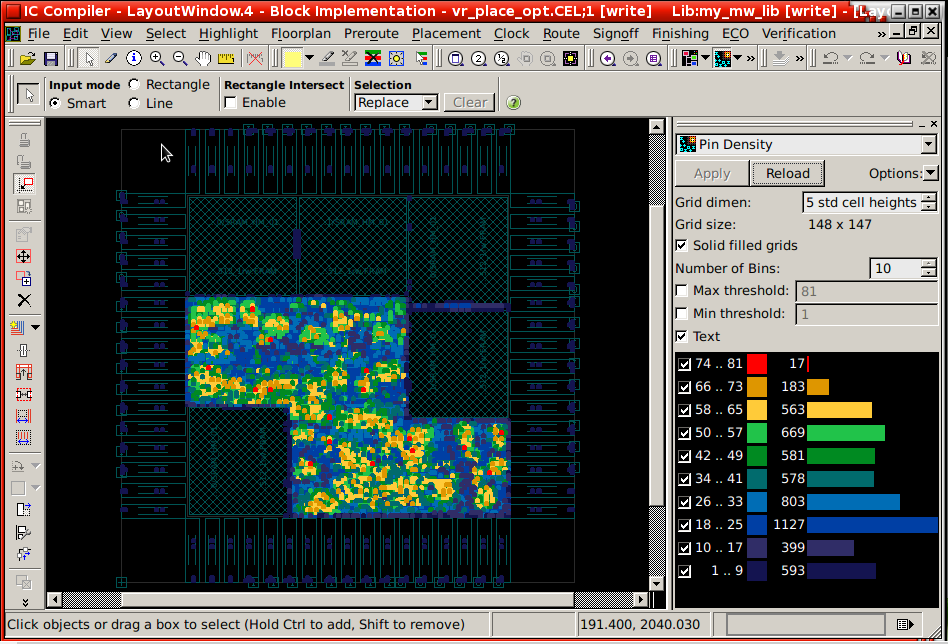 IC Compiler - LayoutWindow.4 - Block Implementation - vr_place_opt.CEL;1 [write] Lib:my_mw_lib [write] - [Layo
File Edit View Select Highlight Floorplan Preroute Placement Clock Route Signoff Finishing ECO Verification »
Input mode Rectangle Rectangle Intersect Selection
Smart Line Enable Replace Clear
Pin Density
Apply Reload Options:
Grid dimen: 5 std cell heights
Grid size: 148 x 147
Solid filled grids
Number of Bins: 10
Max threshold: 81
Min threshold: 1
Text
74 .. 81 17
66 .. 73 183
58 .. 65 563
50 .. 57 669
42 .. 49 581
34 .. 41 578
26 .. 33 803
18 .. 25 1127
10 .. 17 399
1 .. 9 593
Click objects or drag a box to select (Hold Ctrl to add, Shift to remove) 191.400, 2040.030